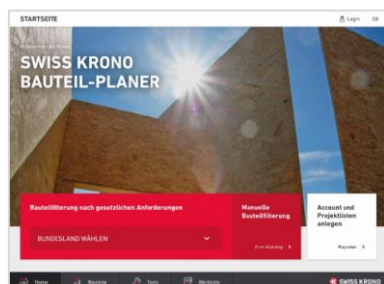 STARTSEITE
Login DE
SWISS KRONO
BAUTEIL-PLANER
Bauteilfilterung nach gesetzlichen Anforderungen
BUNDESLAND WÄHLEN
Manuelle
Bauteilfilterung
Zum Katalog
Account und
Projektlisten
anlegen
Register
Home Bauteile Tools Merkliste SWISS KRONO